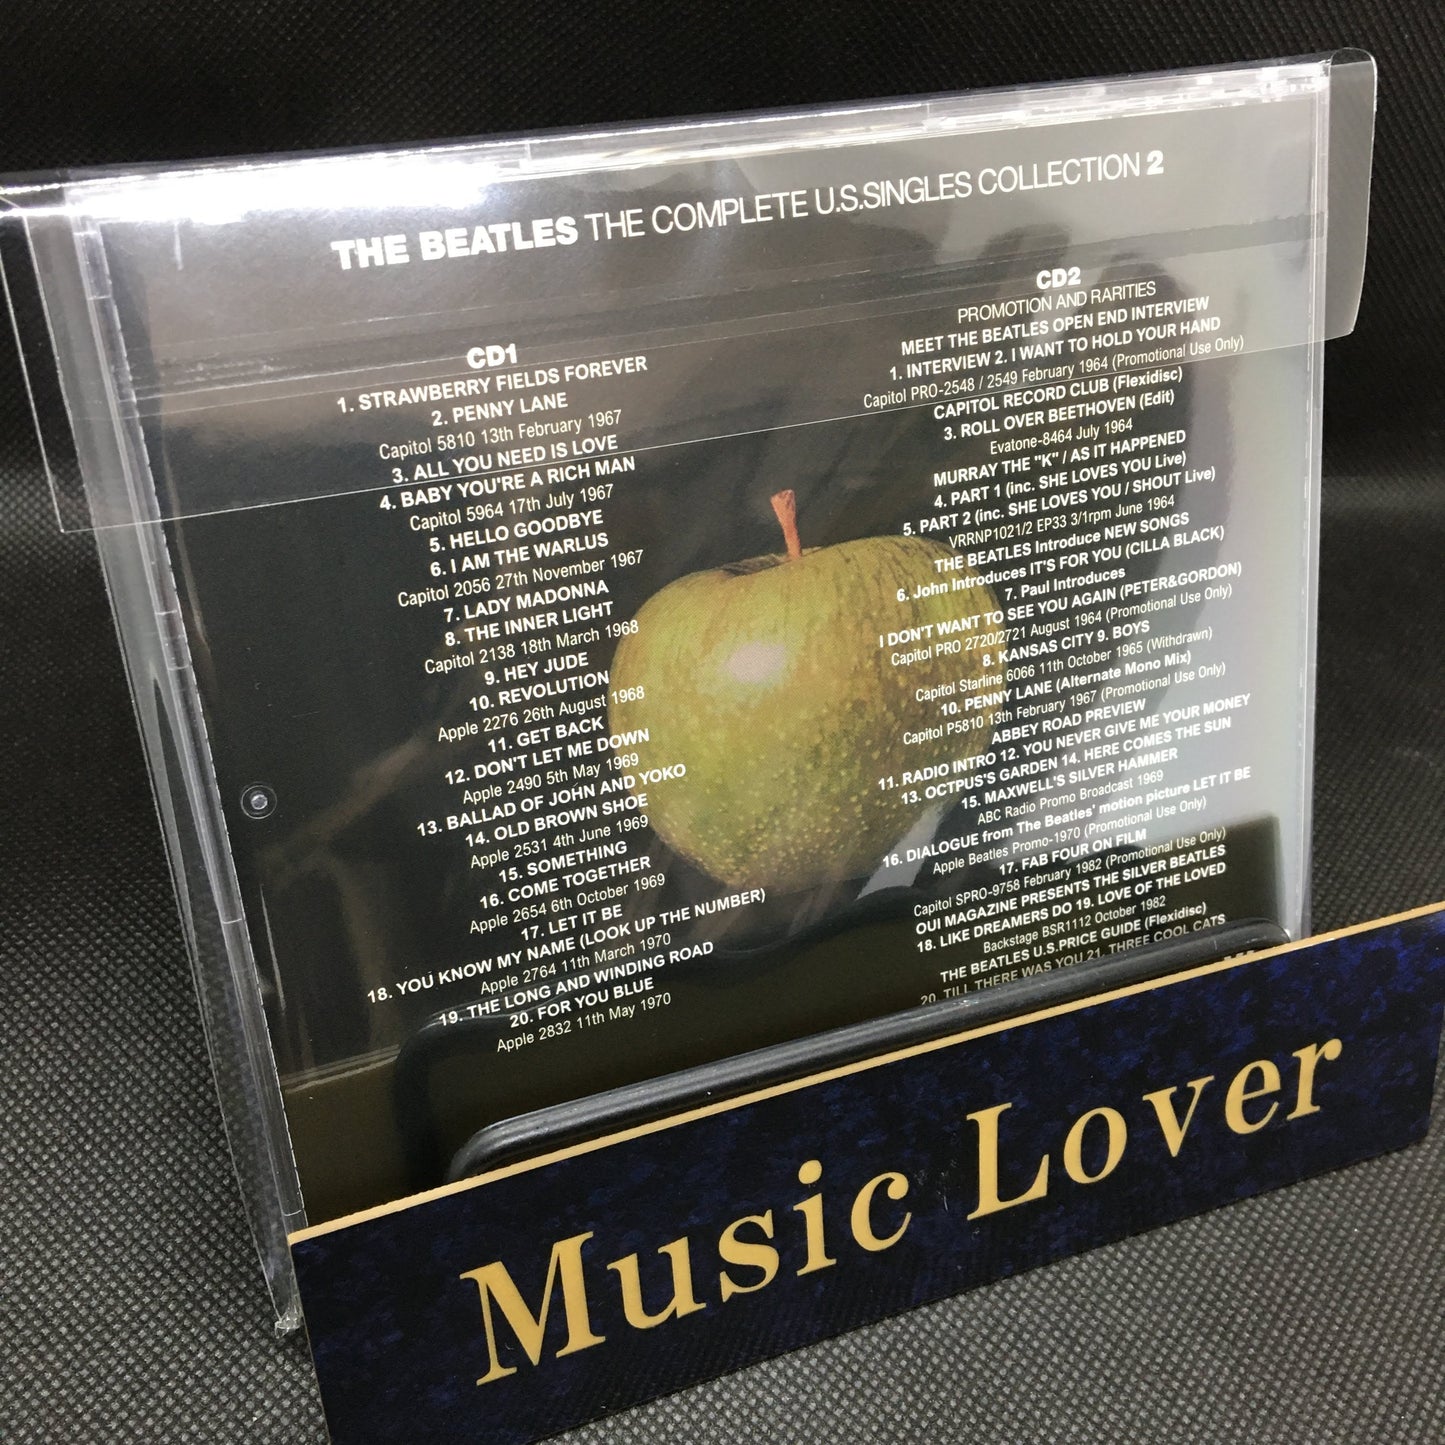 THE BEATLES THE COMPLETE U.S.SINGLES COLLECTION 2
CD1
1. STRAWBERRY FIELDS FOREVER
2. PENNY LANE
Capitol 5810 13th February 1967
3. ALL YOU NEED IS LOVE
4. BABY YOU'RE A RICH MAN
Capitol 5964 17th July 1967
5. HELLO GOODBYE
6. I AM THE WARLUS
Capitol 2056 27th November 1967
7. LADY MADONNA
8. THE INNER LIGHT
Capitol 2138 18th March 1968
9. HEY JUDE
10. REVOLUTION
Apple 2276 26th August 1968
11. GET BACK
12. DON'T LET ME DOWN
Apple 2490 5th May 1969
13. BALLAD OF JOHN AND YOKO
14. OLD BROWN SHOE
Apple 2531 4th June 1969
15. SOMETHING
16. COME TOGETHER
Apple 2654 6th October 1969
17. LET IT BE
18. YOU KNOW MY NAME (LOOK UP THE NUMBER)
Apple 2764 11th March 1970
19. THE LONG AND WINDING ROAD
20. FOR YOU BLUE
Apple 2832 11th May 1970
CD2
PROMOTION AND RARITIES
MEET THE BEATLES OPEN END INTERVIEW
1. INTERVIEW 2. I WANT TO HOLD YOUR HAND
Capitol PRO-2548 / 2549 February 1964 (Promotional Use Only)
CAPITOL RECORD CLUB (Flexidisc)
3. ROLL OVER BEETHOVEN (Edit)
Evatone-8464 July 1964
MURRAY THE "K" / AS IT HAPPENED
4. PART 1 (inc. SHE LOVES YOU Live)
5. PART 2 (inc. SHE LOVES YOU / SHOUT Live)
VRRNP1021/2 EP33 3/1rpm June 1964
THE BEATLES Introduce NEW SONGS
6. John Introduces IT'S FOR YOU (CILLA BLACK)
7. Paul Introduces
I DON'T WANT TO SEE YOU AGAIN (PETER&GORDON)
Capitol PRO 2720/2721 August 1964 (Promotional Use Only)
8. KANSAS CITY 9. BOYS
Capitol Starline 6066 11th October 1965 (Withdrawn)
10. PENNY LANE (Alternate Mono Mix)
Capitol P5810 13th February 1967 (Promotional Use Only)
ABBEY ROAD PREVIEW
11. RADIO INTRO 12. YOU NEVER GIVE ME YOUR MONEY
13. OCTPUS'S GARDEN 14. HERE COMES THE SUN
15. MAXWELL'S SILVER HAMMER
ABC Radio Promo Broadcast 1969
16. DIALOGUE from The Beatles' motion picture LET IT BE
Apple Beatles Promo-1970 (Promotional Use Only)
17. FAB FOUR ON FILM
Capitol SPRO-9758 February 1982 (Promotional Use Only)
OUI MAGAZINE PRESENTS THE SILVER BEATLES
18. LIKE DREAMERS DO 19. LOVE OF THE LOVED
Backstage BSR1112 October 1982
THE BEATLES U.S.PRICE GUIDE (Flexidisc)
20. TILL THERE WAS YOU 21. THREE COOL CATS
Music Lover